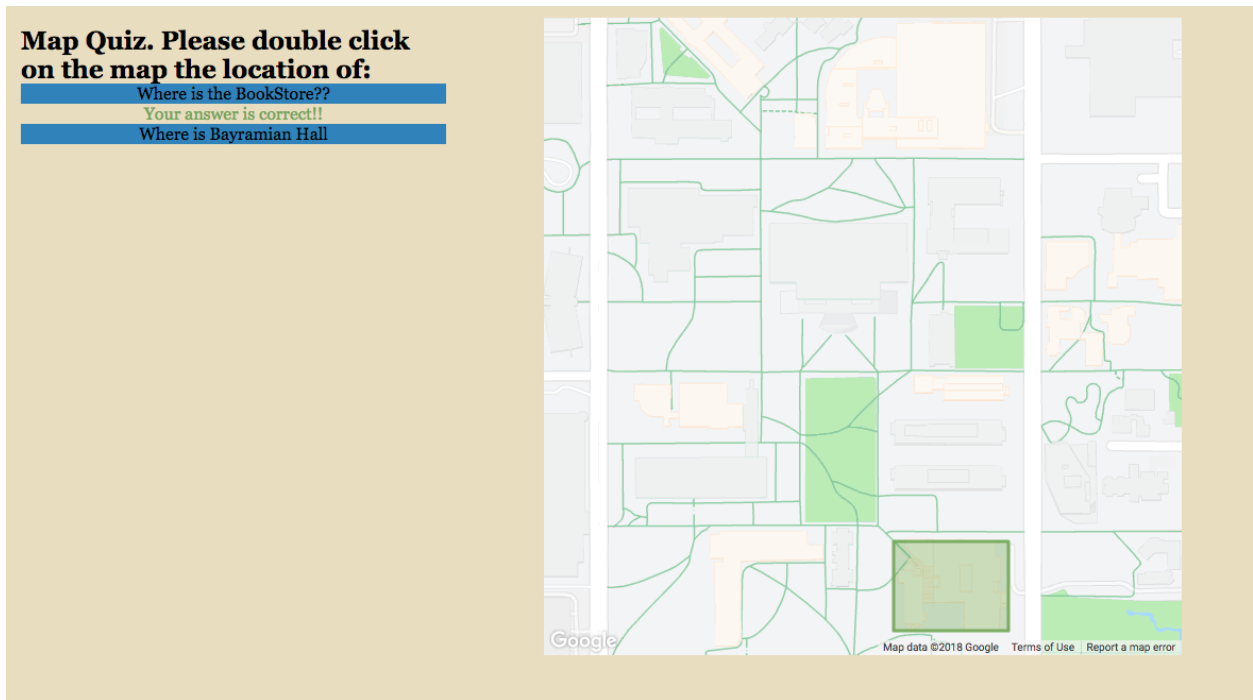 Map Quiz. Please double click
on the map the location of:
Where is the BookStore??
Your answer is correct!!
Where is Bayramian Hall
Google
Map data ©2018 Google Terms of Use Report a map error